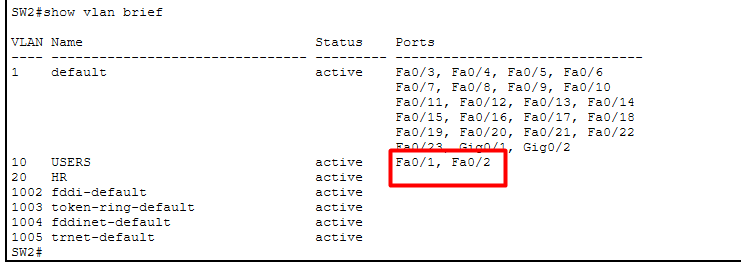 SW2#show vlan brief
VLAN Name Status Ports
---- -------------------------------- --------- -------------------------------
1 default active Fa0/3, Fa0/4, Fa0/5, Fa0/6
Fa0/7, Fa0/8, Fa0/9, Fa0/10
Fa0/11, Fa0/12, Fa0/13, Fa0/14
Fa0/15, Fa0/16, Fa0/17, Fa0/18
Fa0/19, Fa0/20, Fa0/21, Fa0/22
Fa0/23, Gig0/1, Gig0/2
10 USERS active Fa0/1, Fa0/2
20 HR active
1002 fddi-default active
1003 token-ring-default active
1004 fddinet-default active
1005 trnet-default active
SW2#